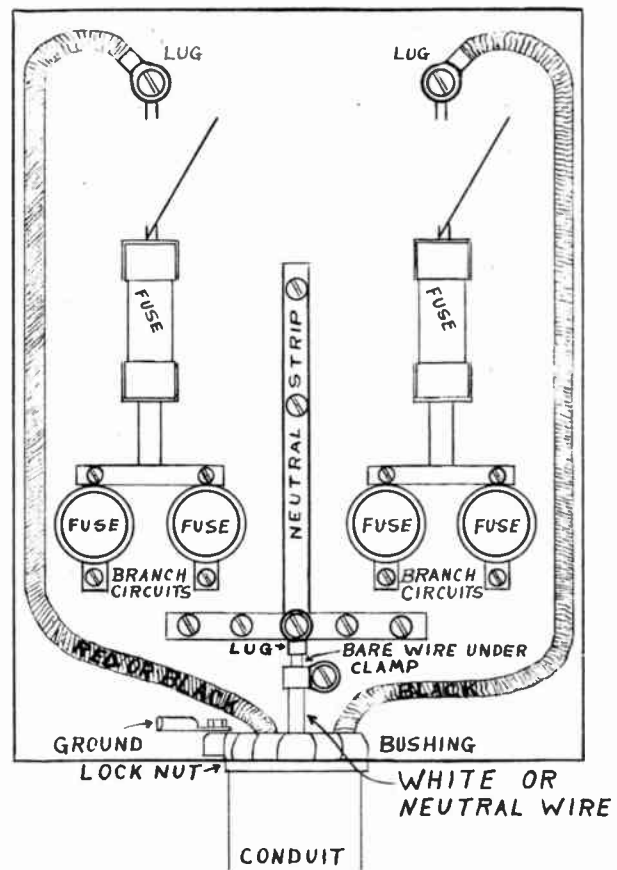 LUG
LUG
FUSE
FUSE
NEUTRAL STRIP
FUSE
FUSE
FUSE
FUSE
BRANCH
CIRCUITS
BRANCH
CIRCUITS
LUG
BARE WIRE UNDER
CLAMP
RED OR BLACK
BLACK
GROUND
BUSHING
LOCK NUT
WHITE OR
NEUTRAL WIRE
CONDUIT